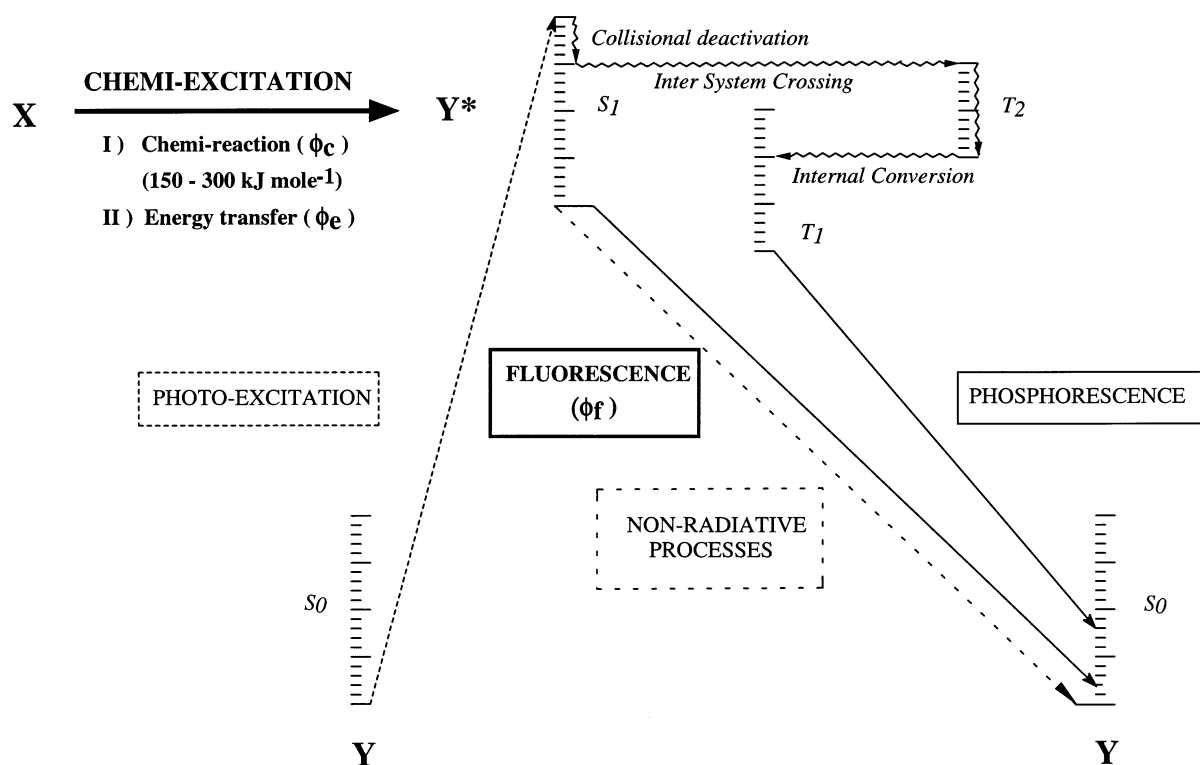 Collisional deactivation
CHEMI-EXCITATION
Inter System Crossing
X
Y*
S1
T2
I ) Chemi-reaction ( ϕc )
(150 - 300 kJ mole-1)
II ) Energy transfer ( ϕe )
Internal Conversion
T1
PHOTO-EXCITATION
FLUORESCENCE
(ϕf )
PHOSPHORESCENCE
NON-RADIATIVE
PROCESSES
S0
S0
Y
Y